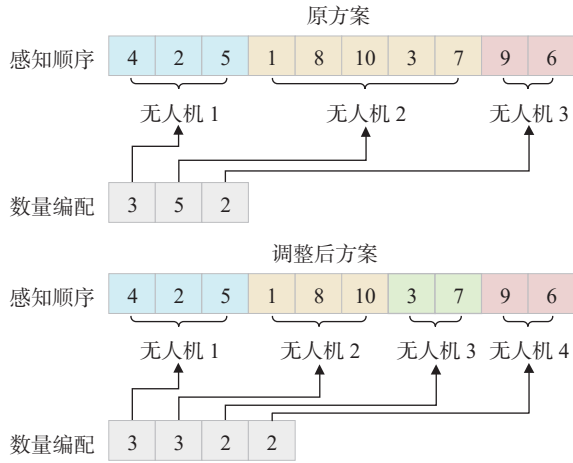 原方案
感知顺序 4 2 5 1 8 10 3 7 9 6
无人机 1 无人机 2 无人机 3
数量编配 3 5 2
调整后方案
感知顺序 4 2 5 1 8 10 3 7 9 6
无人机 1 无人机 2 无人机 3 无人机 4
数量编配 3 3 2 2